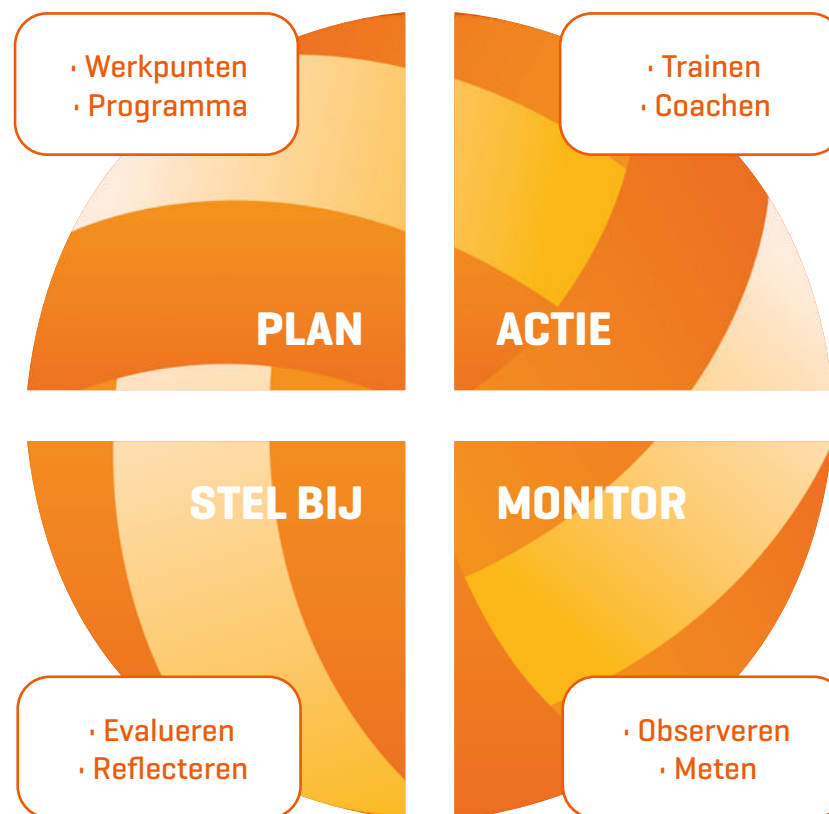 · Werkpunten
· Programma
· Trainen
· Coachen
PLAN
ACTIE
STEL BIJ
MONITOR
· Evalueren
· Reflecteren
· Observeren
· Meten